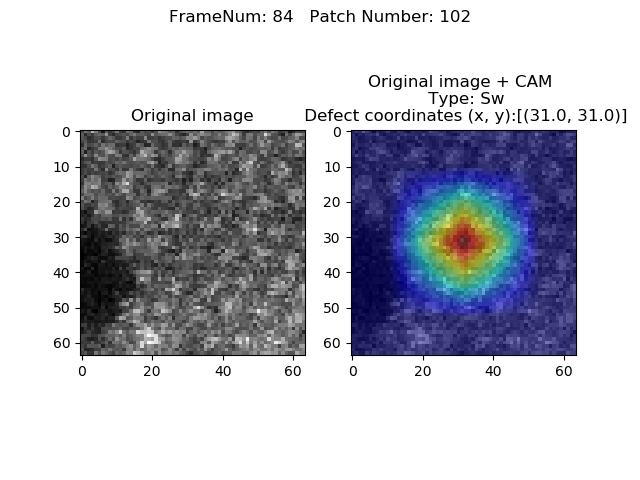 FrameNum: 84   Patch Number: 102
Original image
0
10
20
30
40
50
60
0 20 40 60
Original image + CAM
Type: Sw
Defect coordinates (x, y):[(31.0, 31.0)]
0
10
20
30
40
50
60
0 20 40 60